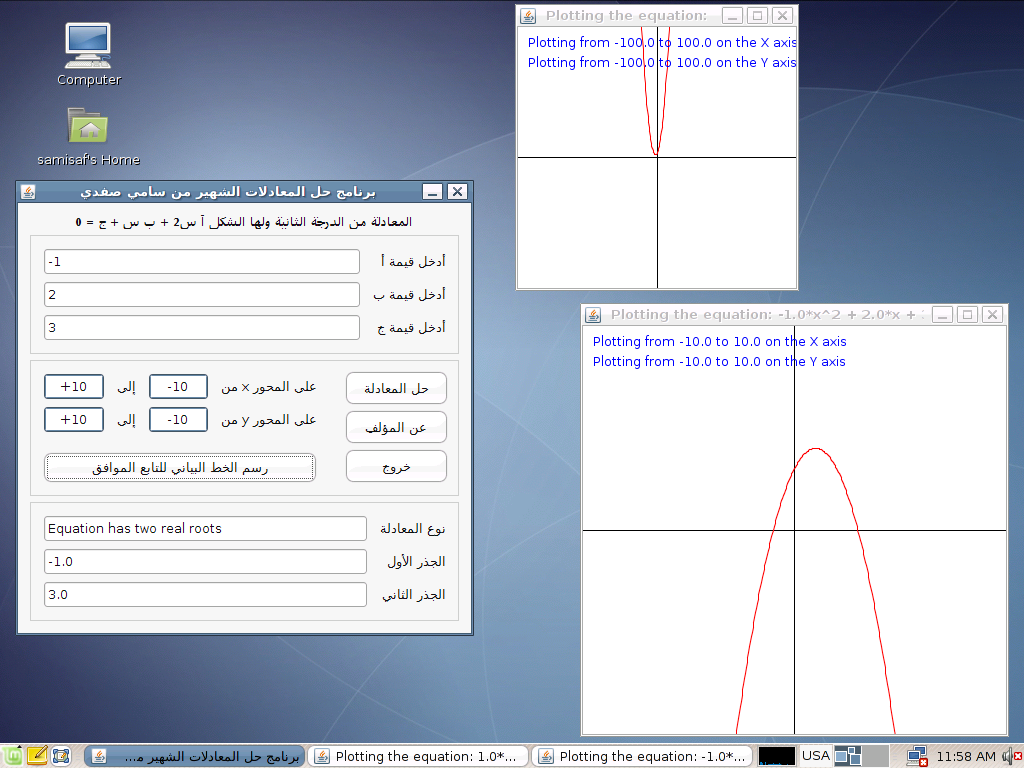 Computer
samisaf's Home
Plotting the equation:
Plotting from -100.0 to 100.0 on the X axis
Plotting from -100.0 to 100.0 on the Y axis
برنامج حل المعادلات الشهير من سامي صفدي
المعادلة من الدرجة الثانية ولها الشكل آ س2 + ب س + ج = 0
أدخل قيمة أ
-1
أدخل قيمة ب
2
أدخل قيمة ج
3
حل المعادلة
على المحور x من -10 إلى +10
عن المؤلف
على المحور y من -10 إلى +10
خروج
رسم الخط البياني للتابع الموافق
نوع المعادلة
Equation has two real roots
الجذر الأول
-1.0
الجذر الثاني
3.0
Plotting the equation: -1.0*x^2 + 2.0*x +
Plotting from -10.0 to 10.0 on the X axis
Plotting from -10.0 to 10.0 on the Y axis
برنامج حل المعادلات الشهير م...
Plotting the equation: 1.0*...
Plotting the equation: -1.0*...
USA
11:58 AM